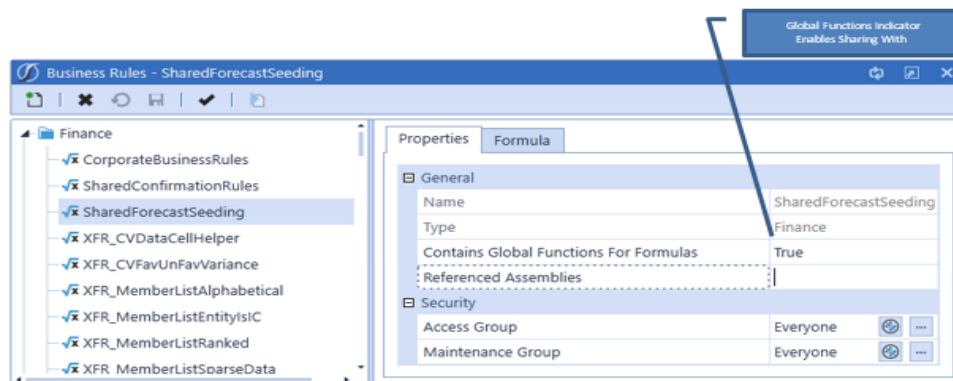 Global Functions Indicator
Enables Sharing With
Business Rules - SharedForecastSeeding
Finance
CorporateBusinessRules
SharedConfirmationRules
SharedForecastSeeding
XFR_CVDataCellHelper
XFR_CVFavUnFavVariance
XFR_MemberListAlphabetical
XFR_MemberListEntityIsIC
XFR_MemberListRanked
XFR_MemberListSparseData
Properties
Formula
General
Name SharedForecastSeeding
Type Finance
Contains Global Functions For Formulas True
Referenced Assemblies
Security
Access Group Everyone
Maintenance Group Everyone